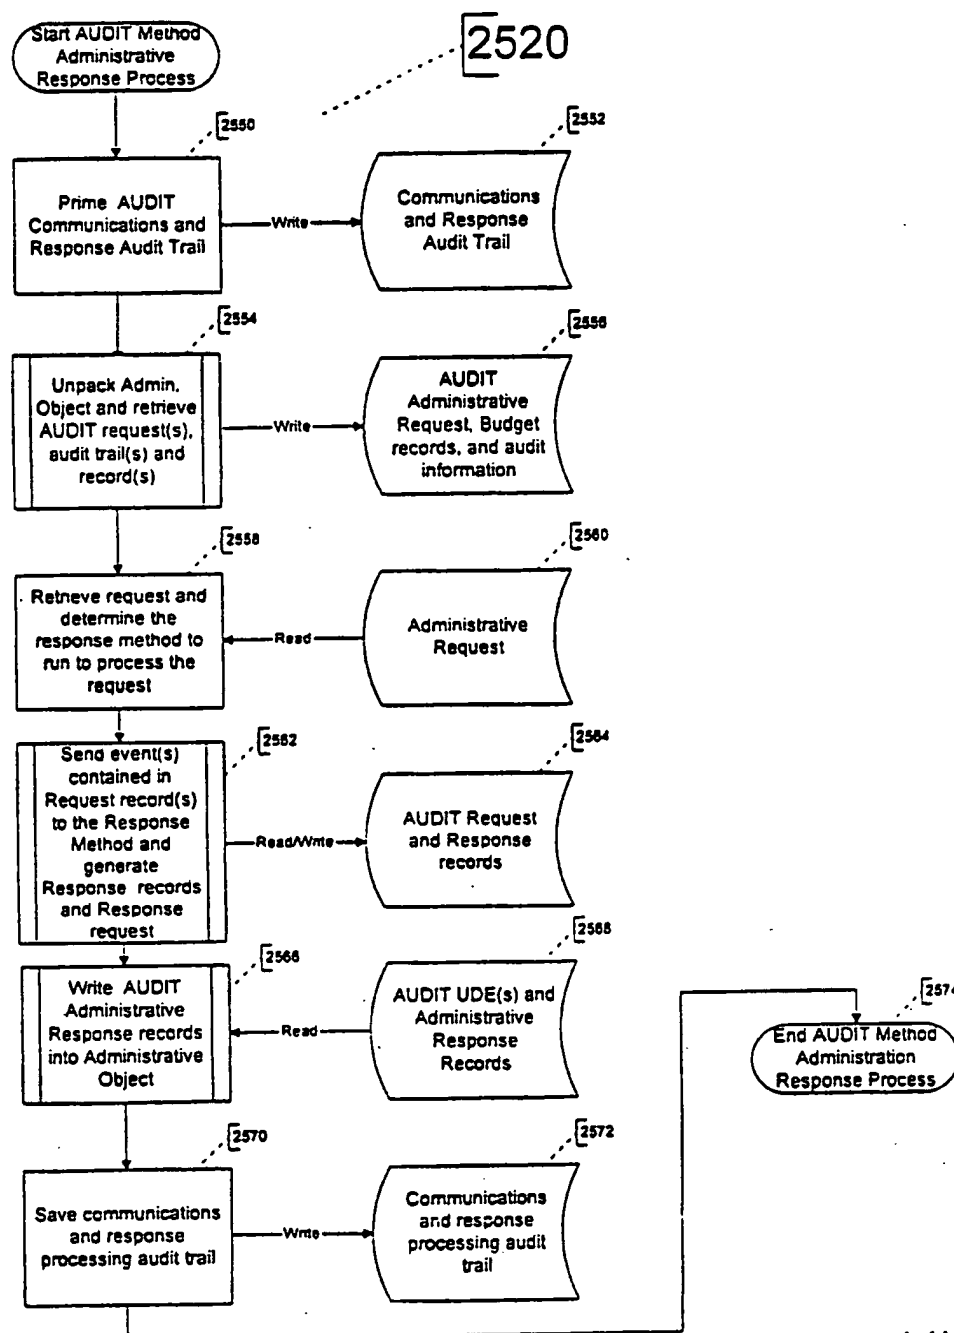 Start AUDIT Method
Administrative
Response Process
2520
2550
Prime AUDIT
Communications and
Response Audit Trail
Write
2552
Communications
and Response
Audit Trail
2554
Unpack Admin.
Object and retrieve
AUDIT request(s),
audit trail(s) and
record(s)
Write
2556
AUDIT
Administrative
Request, Budget
records, and audit
information
2558
Retrieve request and
determine the
response method to
run to process the
request
Read
2560
Administrative
Request
2562
Send event(s)
contained in
Request record(s)
to the Response
Method and
generate
Response records
and Response
request
Read/Write
2564
AUDIT Request
and Response
records
2566
Write AUDIT
Administrative
Response records
into Administrative
Object
Read
2568
AUDIT UDE(s) and
Administrative
Response
Records
2570
Save communications
and response
processing audit trail
Write
2572
Communications
and response
processing audit
trail
2574
End AUDIT Method
Administration
Response Process